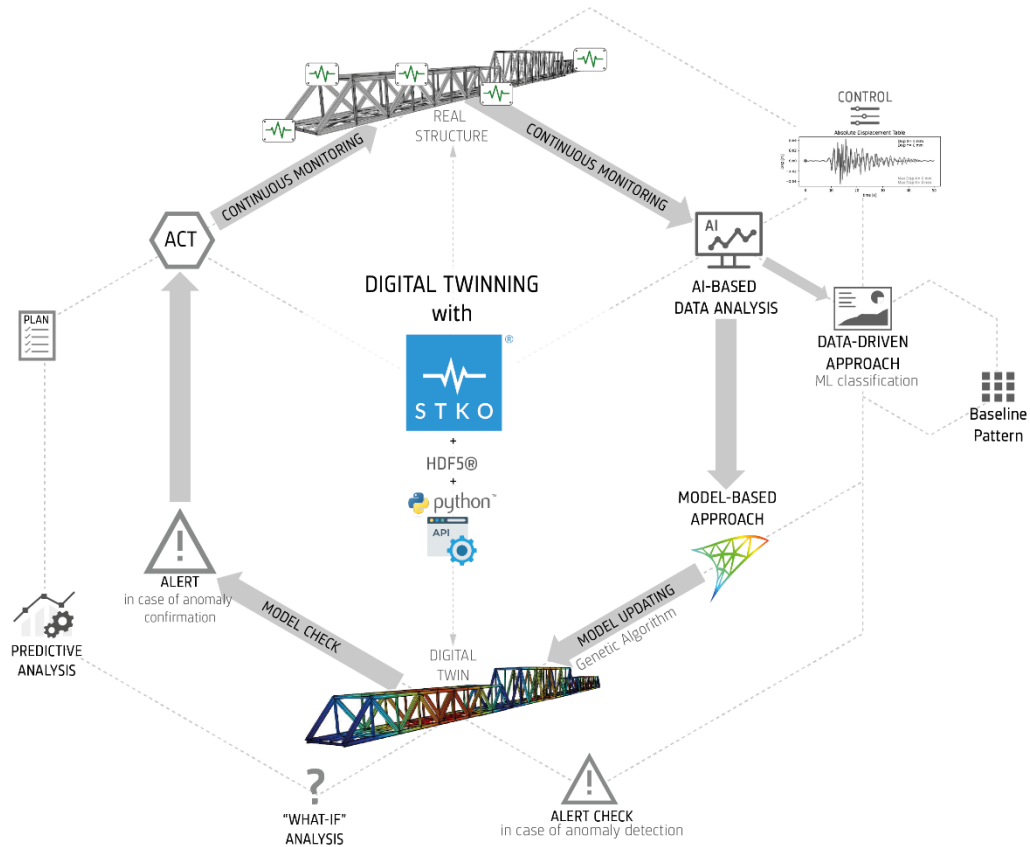 CONTROL
Absolute Displacement Table
REAL
STRUCTURE
CONTINUOUS MONITORING
CONTINUOUS MONITORING
time [s]
ACT
AI
AI-BASED
DATA ANALYSIS
DIGITAL TWINNING
with
®
STKO
+
HDF5®
+
python™
API
PLAN
DATA-DRIVEN
APPROACH
ML classification
Baseline
Pattern
MODEL-BASED
APPROACH
ALERT
in case of anomaly
confirmation
MODEL CHECK
MODEL UPDATING
Genetic Algorithm
PREDICTIVE
ANALYSIS
DIGITAL
TWIN
"WHAT-IF"
ANALYSIS
ALERT CHECK
in case of anomaly detection